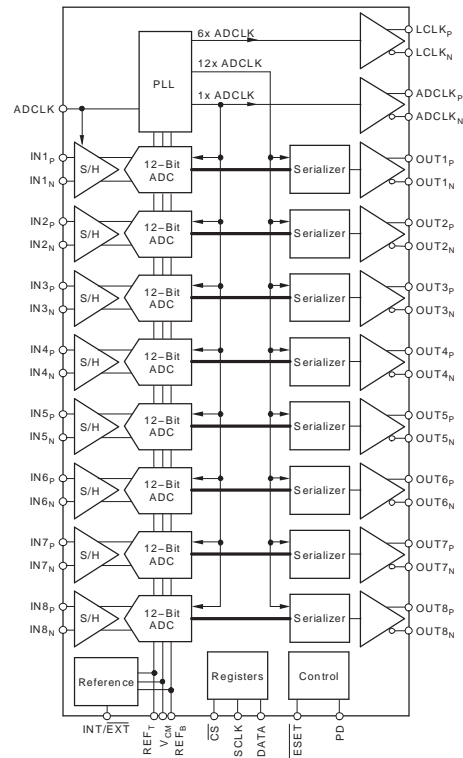 6x ADCLK
12x ADCLK
1x ADCLK
PLL
LCLKP
LCLKN
ADCLKP
ADCLKN
ADCLK
IN1P
IN1N
S/H
12–Bit
ADC
Serializer
OUT1P
OUT1N
IN2P
IN2N
S/H
12–Bit
ADC
Serializer
OUT2P
OUT2N
IN3P
IN3N
S/H
12–Bit
ADC
Serializer
OUT3P
OUT3N
IN4P
IN4N
S/H
12–Bit
ADC
Serializer
OUT4P
OUT4N
IN5P
IN5N
S/H
12–Bit
ADC
Serializer
OUT5P
OUT5N
IN6P
IN6N
S/H
12–Bit
ADC
Serializer
OUT6P
OUT6N
IN7P
IN7N
S/H
12–Bit
ADC
Serializer
OUT7P
OUT7N
IN8P
IN8N
S/H
12–Bit
ADC
Serializer
OUT8P
OUT8N
Reference
Registers
Control
INT/EXT
REFT
VCM
REFB
CS
SCLK
DATA
ESET
PD